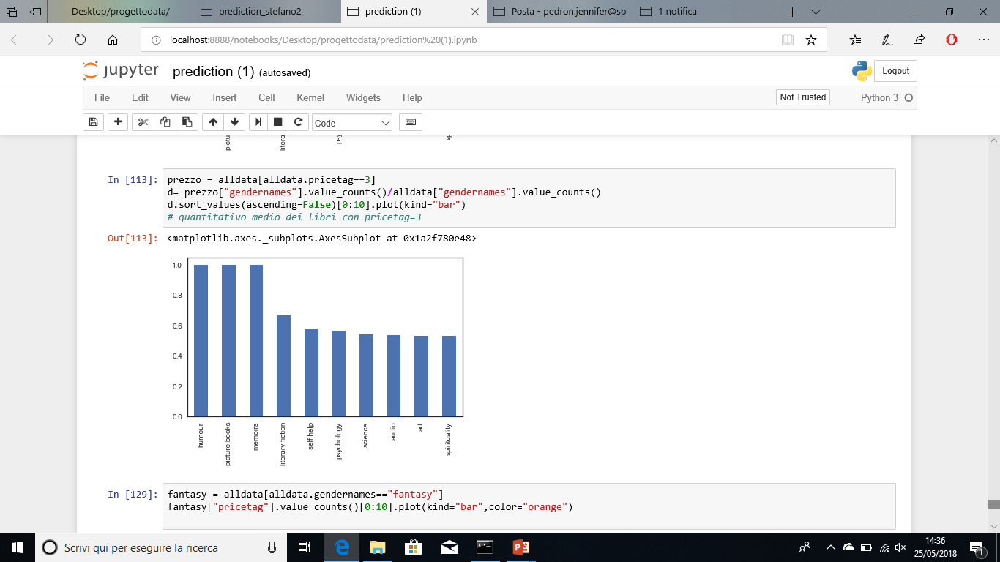 Desktop/progettodata/
prediction_stefano2
prediction (1)
Posta - pedron.jennifer@sp
1 notifica
localhost:8888/notebooks/Desktop/progettodata/prediction%20(1).ipynb
jupyter prediction (1) (autosaved)
Logout
File Edit View Insert Cell Kernel Widgets Help
Not Trusted
Python 3
Code
In [113]: prezzo = alldata[alldata.pricetag==3]
d= prezzo["gendernames"].value_counts()/alldata["gendernames"].value_counts()
d.sort_values(ascending=False)[0:10].plot(kind="bar")
# quantitativo medio dei libri con pricetag=3
Out[113]: <matplotlib.axes._subplots.AxesSubplot at 0x1a2f780e48>
1.0
0.8
0.6
0.4
0.2
0.0
humour
picture books
memoirs
literary fiction
self help
psychology
science
audio
art
spirituality
In [129]: fantasy = alldata[alldata.gendernames=="fantasy"]
fantasy["pricetag"].value_counts()[0:10].plot(kind="bar",color="orange")
Scrivi qui per eseguire la ricerca
14:36
25/05/2018
1